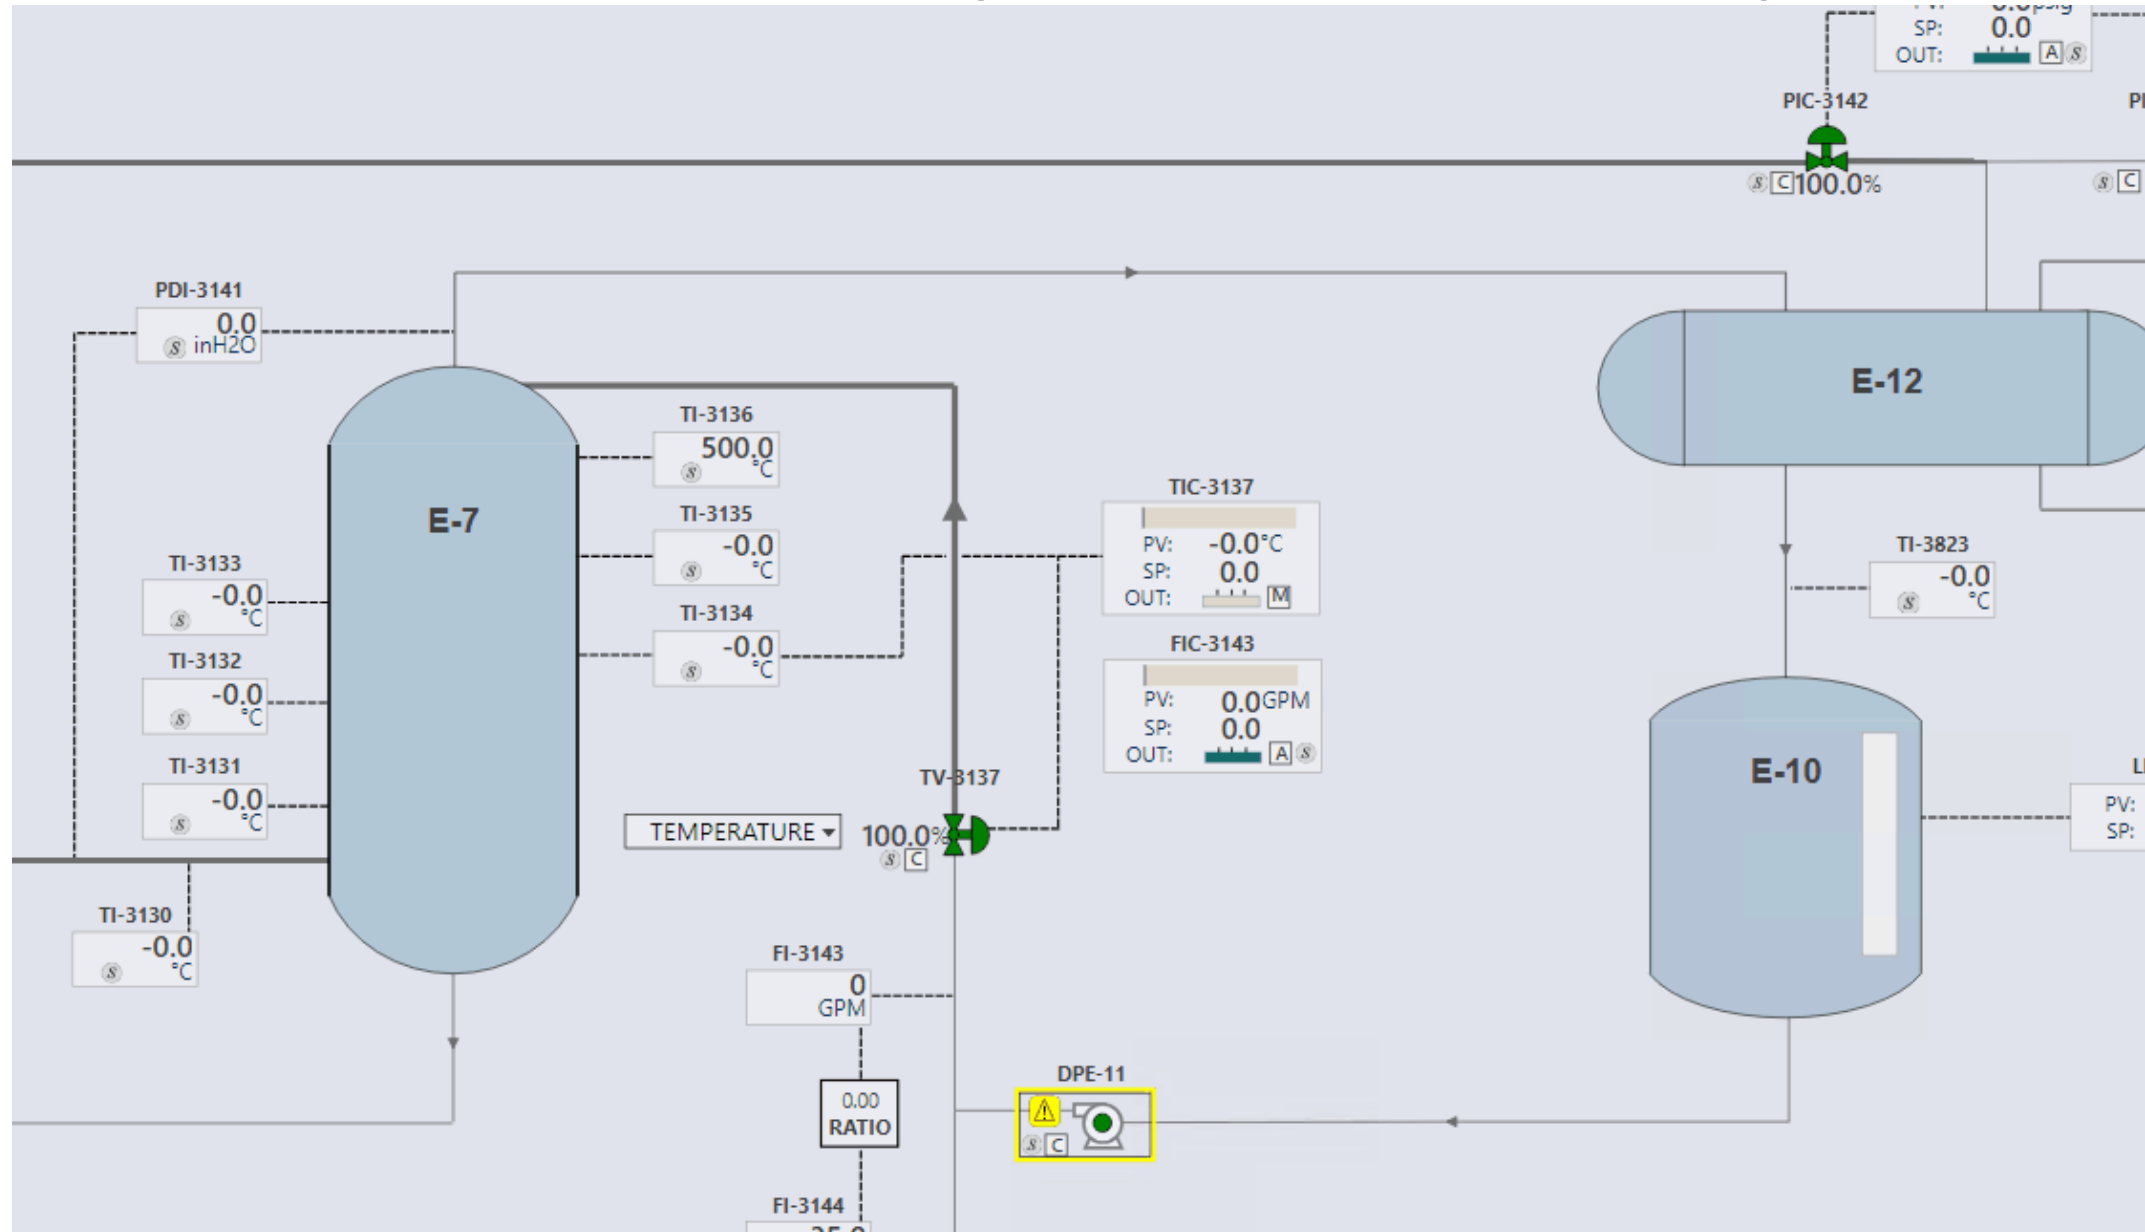 SP: 0.0
OUT: A S
PIC-3142
S C 100.0%
S C
PDI-3141
0.0
S inH2O
E-12
TI-3136
500.0
S °C
E-7
TIC-3137
PV: -0.0°C
SP: 0.0
OUT: M
TI-3135
-0.0
S °C
TI-3823
-0.0
S °C
TI-3133
-0.0
S °C
TI-3134
-0.0
S °C
FIC-3143
PV: 0.0GPM
SP: 0.0
OUT: A S
TI-3132
-0.0
S °C
TI-3131
-0.0
S °C
TV-3137
TEMPERATURE
100.0%
S C
E-10
PV:
SP:
TI-3130
-0.0
S °C
FI-3143
0
GPM
DPE-11
S C
0.00
RATIO
FI-3144